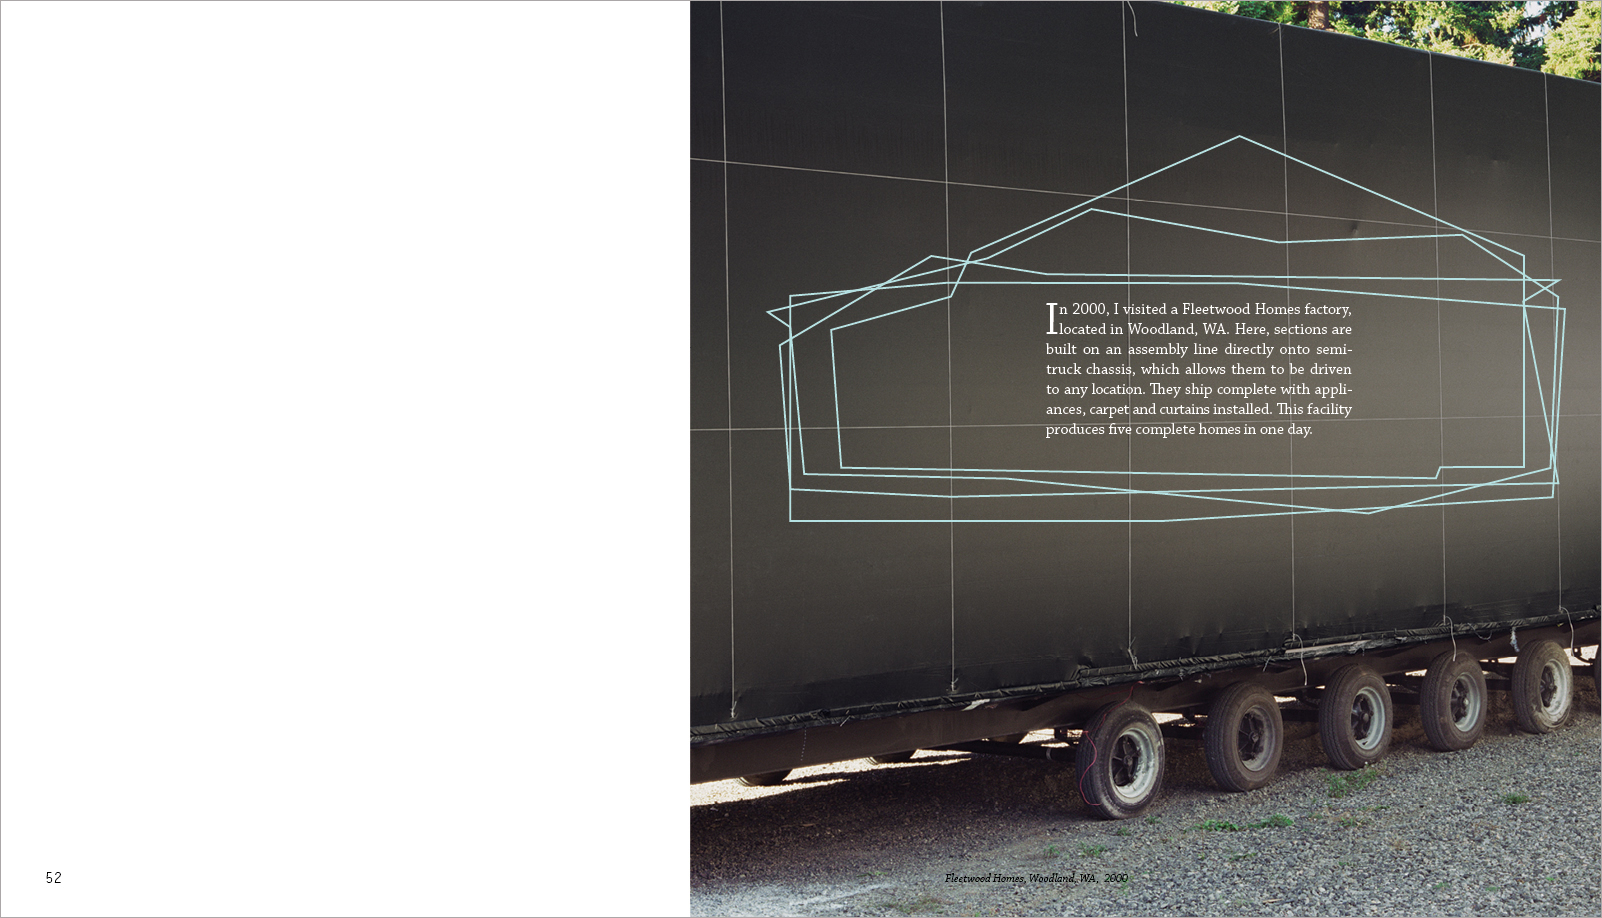 In 2000, I visited a Fleetwood Homes factory,
located in Woodland, WA. Here, sections are
built on an assembly line directly onto semi-
truck chassis, which allows them to be driven
to any location. They ship complete with appli-
ances, carpet and curtains installed. This facility
produces five complete homes in one day.
52
Fleetwood Homes, Woodland, WA, 2000